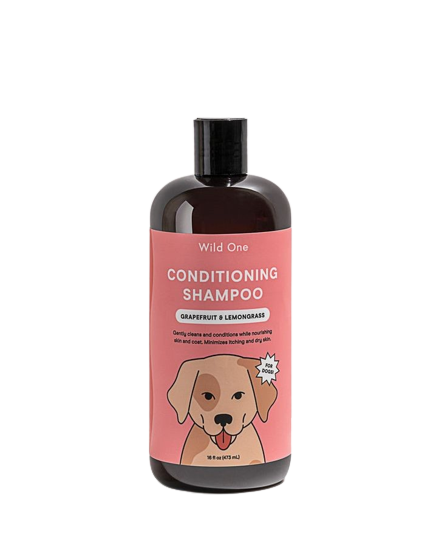 Wild One
CONDITIONING
SHAMPOO
GRAPEFRUIT & LEMONGRASS
Gently cleans and conditions while nourishing
skin and coat. Minimizes itching and dry skin.
FOR
DOGS!
16 fl oz (473 mL)